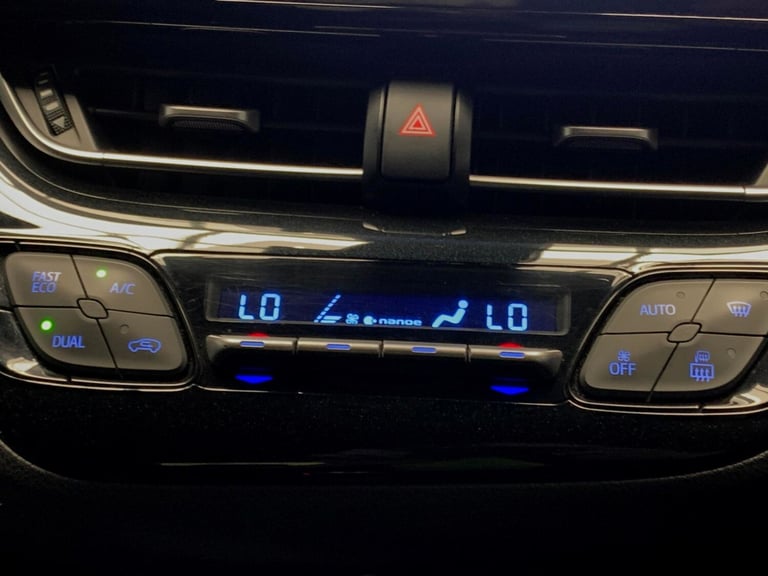 FAST
ECO
A/C
DUAL
LO
nanoe
LO
AUTO
OFF